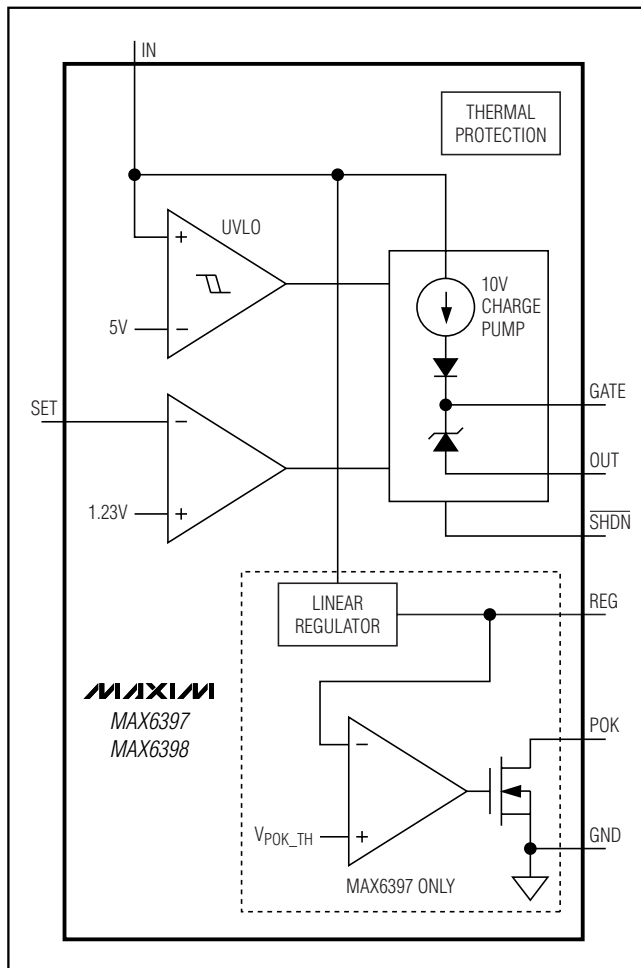 IN
THERMAL
PROTECTION
UVLO
+
5V
−
10V
CHARGE
PUMP
SET
−
1.23V
+
GATE
OUT
SHDN
LINEAR
REGULATOR
REG
MAXIM
MAX6397
MAX6398
−
VPOK_TH
+
POK
GND
MAX6397 ONLY